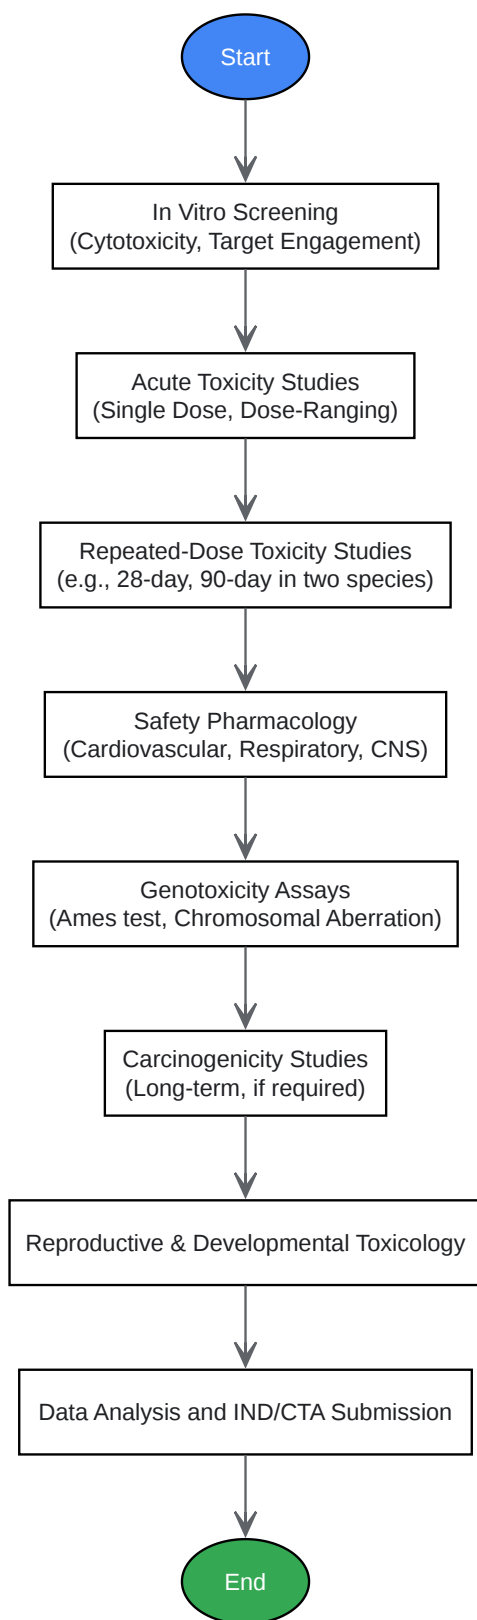 Start
In Vitro Screening
(Cytotoxicity, Target Engagement)
Acute Toxicity Studies
(Single Dose, Dose-Ranging)
Repeated-Dose Toxicity Studies
(e.g., 28-day, 90-day in two species)
Safety Pharmacology
(Cardiovascular, Respiratory, CNS)
Genotoxicity Assays
(Ames test, Chromosomal Aberration)
Carcinogenicity Studies
(Long-term, if required)
Reproductive & Developmental Toxicology
Data Analysis and IND/CTA Submission
End